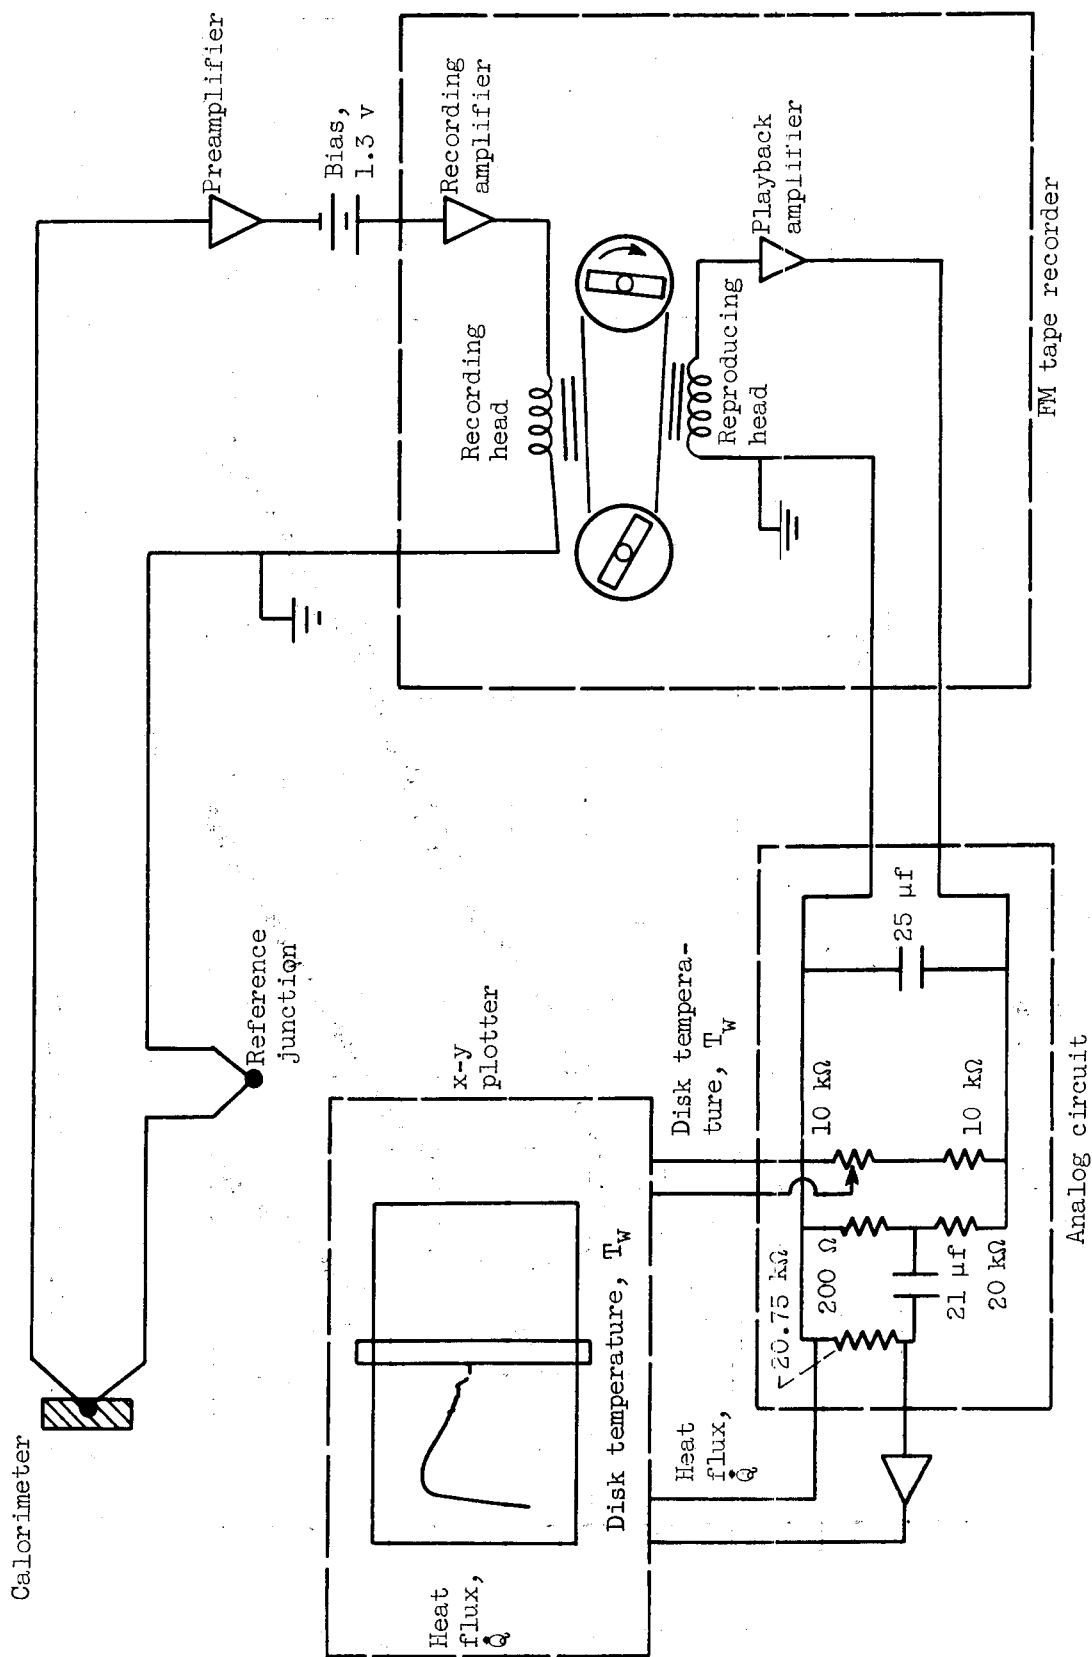 Calorimeter
Reference
junction
Preamplifier
Bias,
1.3 v
Recording
amplifier
Recording
head
Reproducing
head
Playback
amplifier
FM tape recorder
x-y
plotter
Heat
flux,
Q̇
Disk temperature, Tw
Disk tempera-
ture, Tw
Heat
flux,
Q̇
20.75 kΩ
200 Ω
21 μf
20 kΩ
10 kΩ
10 kΩ
25 μf
Analog circuit